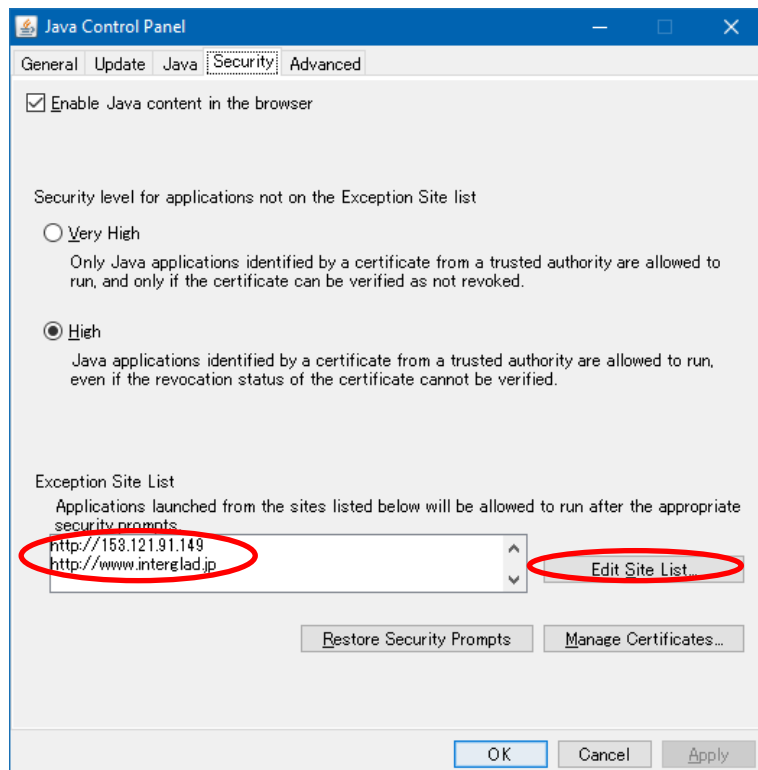 Java Control Panel
General Update Java Security Advanced
Enable Java content in the browser
Security level for applications not on the Exception Site list
Very High
Only Java applications identified by a certificate from a trusted authority are allowed to
run, and only if the certificate can be verified as not revoked.
High
Java applications identified by a certificate from a trusted authority are allowed to run,
even if the revocation status of the certificate cannot be verified.
Exception Site List
Applications launched from the sites listed below will be allowed to run after the appropriate
security prompts.
http://153.121.91.149
http://www.interglad.jp
Edit Site List...
Restore Security Prompts Manage Certificates...
OK Cancel Apply